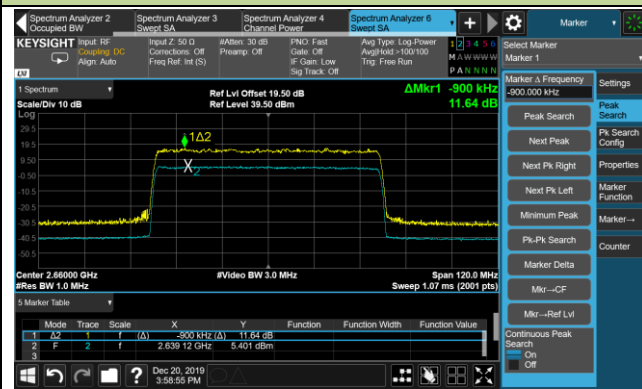 Spectrum Analyzer 2
Occupied BW
Spectrum Analyzer 3
Swept SA
Spectrum Analyzer 4
Channel Power
Spectrum Analyzer 6
Swept SA
Marker
KEYSIGHT
Input: RF
Coupling: DC
Align: Auto
Input Z: 50 Ω
Corrections: Off
Freq Ref: Int (S)
#Atten: 30 dB
Preamp: Off
PNO: Fast
Gate: Off
IF Gain: Low
Sig Track: Off
Avg Type: Log-Power
Avg|Hold:>100/100
Trig: Free Run
1 2 3 4 5 6
M A W W W W
P A N N N N
LXI
Select Marker
Marker 1
1 Spectrum
Scale/Div 10 dB
Ref Lvl Offset 19.50 dB
Ref Level 39.50 dBm
ΔMkr1 -900 kHz
11.64 dB
Log
29.5
19.5
9.50
-0.50
-10.5
-20.5
-30.5
-40.5
-50.5
1Δ2
X2
Center 2.66000 GHz
#Res BW 1.0 MHz
#Video BW 3.0 MHz
Span 120.0 MHz
Sweep 1.07 ms (2001 pts)
5 Marker Table
Mode Trace Scale X Y Function Function Width Function Value
1 Δ2 1 f (Δ) -900 kHz (Δ) 11.64 dB
2 F 2 f 2.639 12 GHz 5.401 dBm
3
Dec 20, 2019
3:58:55 PM
Marker Δ Frequency
-900.000 kHz
Peak Search
Next Peak
Next Pk Right
Next Pk Left
Minimum Peak
Pk-Pk Search
Marker Delta
Mkr→CF
Mkr→Ref Lvl
Continuous Peak
Search
On
Off
Settings
Peak
Search
Pk Search
Config
Properties
Marker
Function
Marker→
Counter